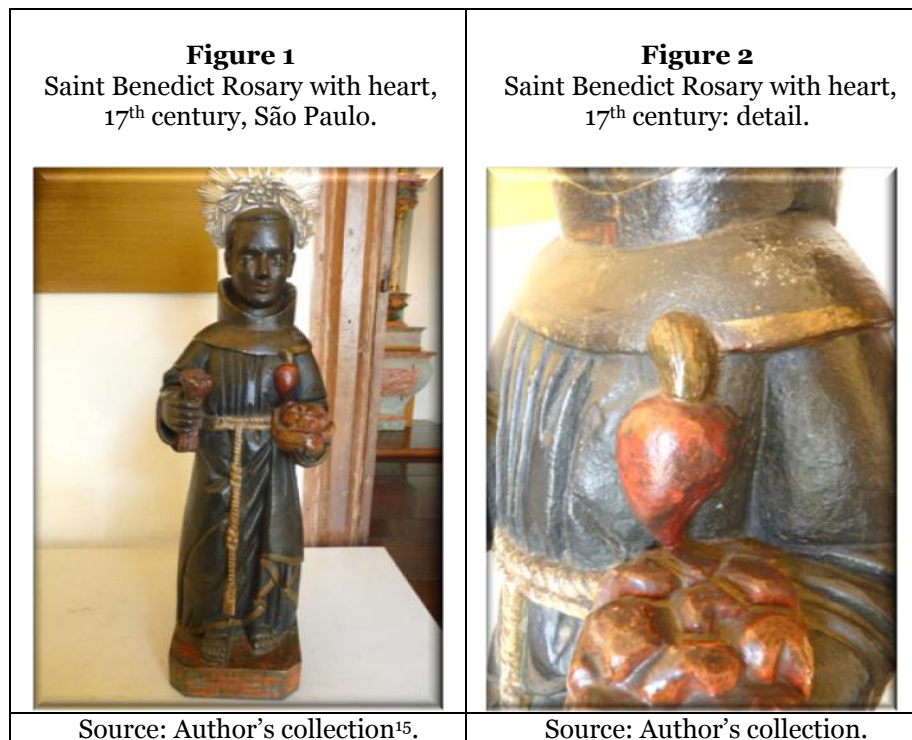 Figure 1
Saint Benedict Rosary with heart,
17th century, São Paulo.
Figure 2
Saint Benedict Rosary with heart,
17th century: detail.
Source: Author's collection15.
Source: Author's collection.